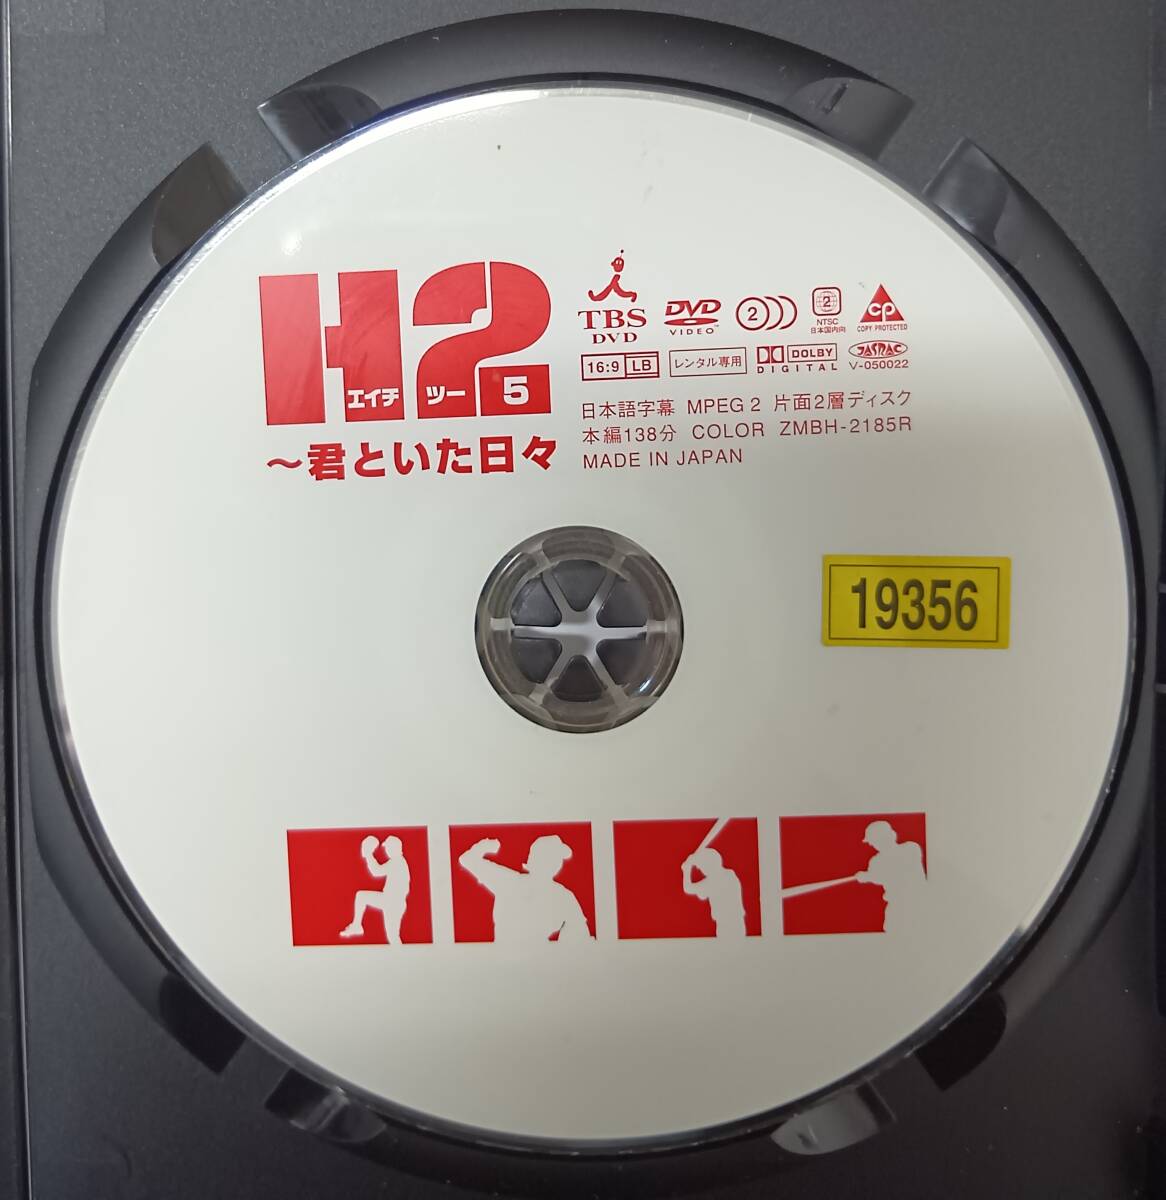 H2
エイチ ツー 5
～君といた日々
TBS
DVD
DVD
VIDEO™
2
2
NTSC
日本国内向
CP
COPY PROTECTED
16:9 LB
レンタル専用
DOLBY
DIGITAL
JASRAC
V-050022
日本語字幕 MPEG 2 片面2層ディスク
本編138分 COLOR ZMBH-2185R
MADE IN JAPAN
19356